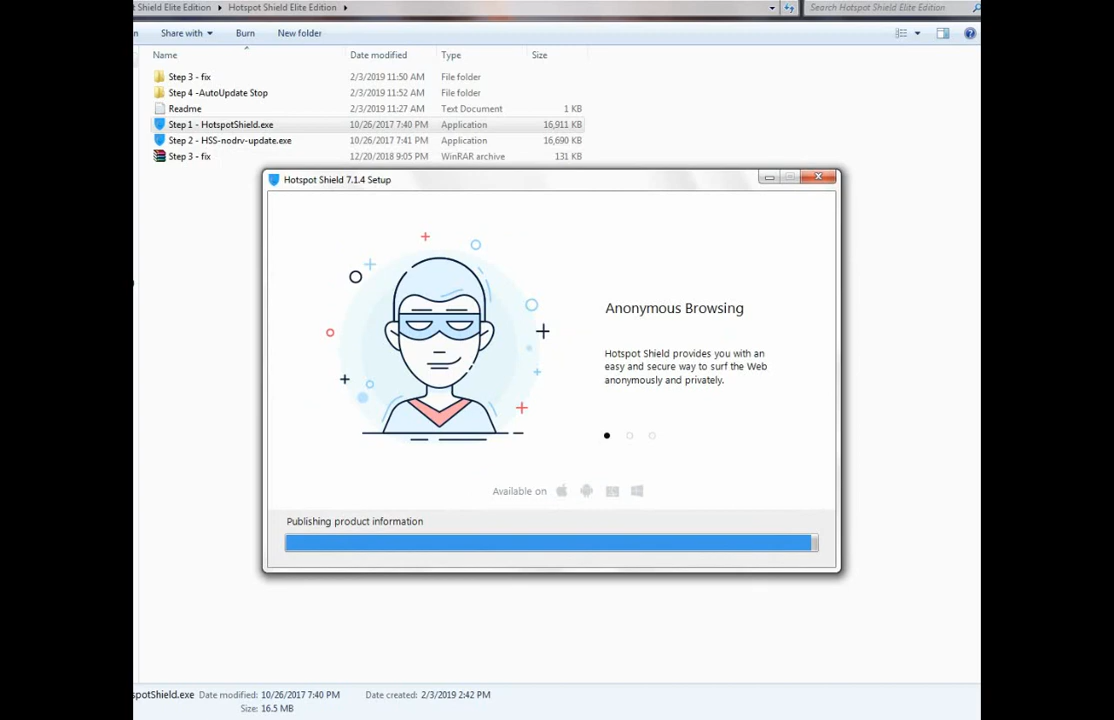 t Shield Elite Edition Hotspot Shield Elite Edition Search Hotspot Shield Elite Edition
n Share with Burn New folder
Name Date modified Type Size
Step 3 - fix 2/3/2019 11:50 AM File folder
Step 4 -AutoUpdate Stop 2/3/2019 11:52 AM File folder
Readme 2/3/2019 11:27 AM Text Document 1 KB
Step 1 - HotspotShield.exe 10/26/2017 7:40 PM Application 16,911 KB
Step 2 - HSS-nodrv-update.exe 10/26/2017 7:41 PM Application 16,690 KB
Step 3 - fix 12/20/2018 9:05 PM WinRAR archive 131 KB
Hotspot Shield 7.1.4 Setup
Anonymous Browsing
Hotspot Shield provides you with an
easy and secure way to surf the Web
anonymously and privately.
Available on
Publishing product information
spotShield.exe Date modified: 10/26/2017 7:40 PM Date created: 2/3/2019 2:42 PM
Size: 16.5 MB